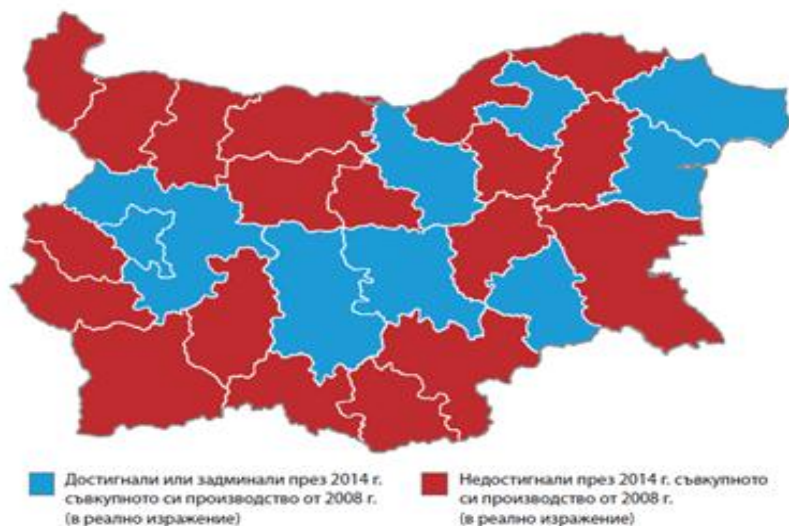 Достигнали или задминали през 2014 г.
съвкупното си производство от 2008 г.
(в реално изражение)
Недостигнали през 2014 г. съвкупното
си производство от 2008 г.
(в реално изражение)